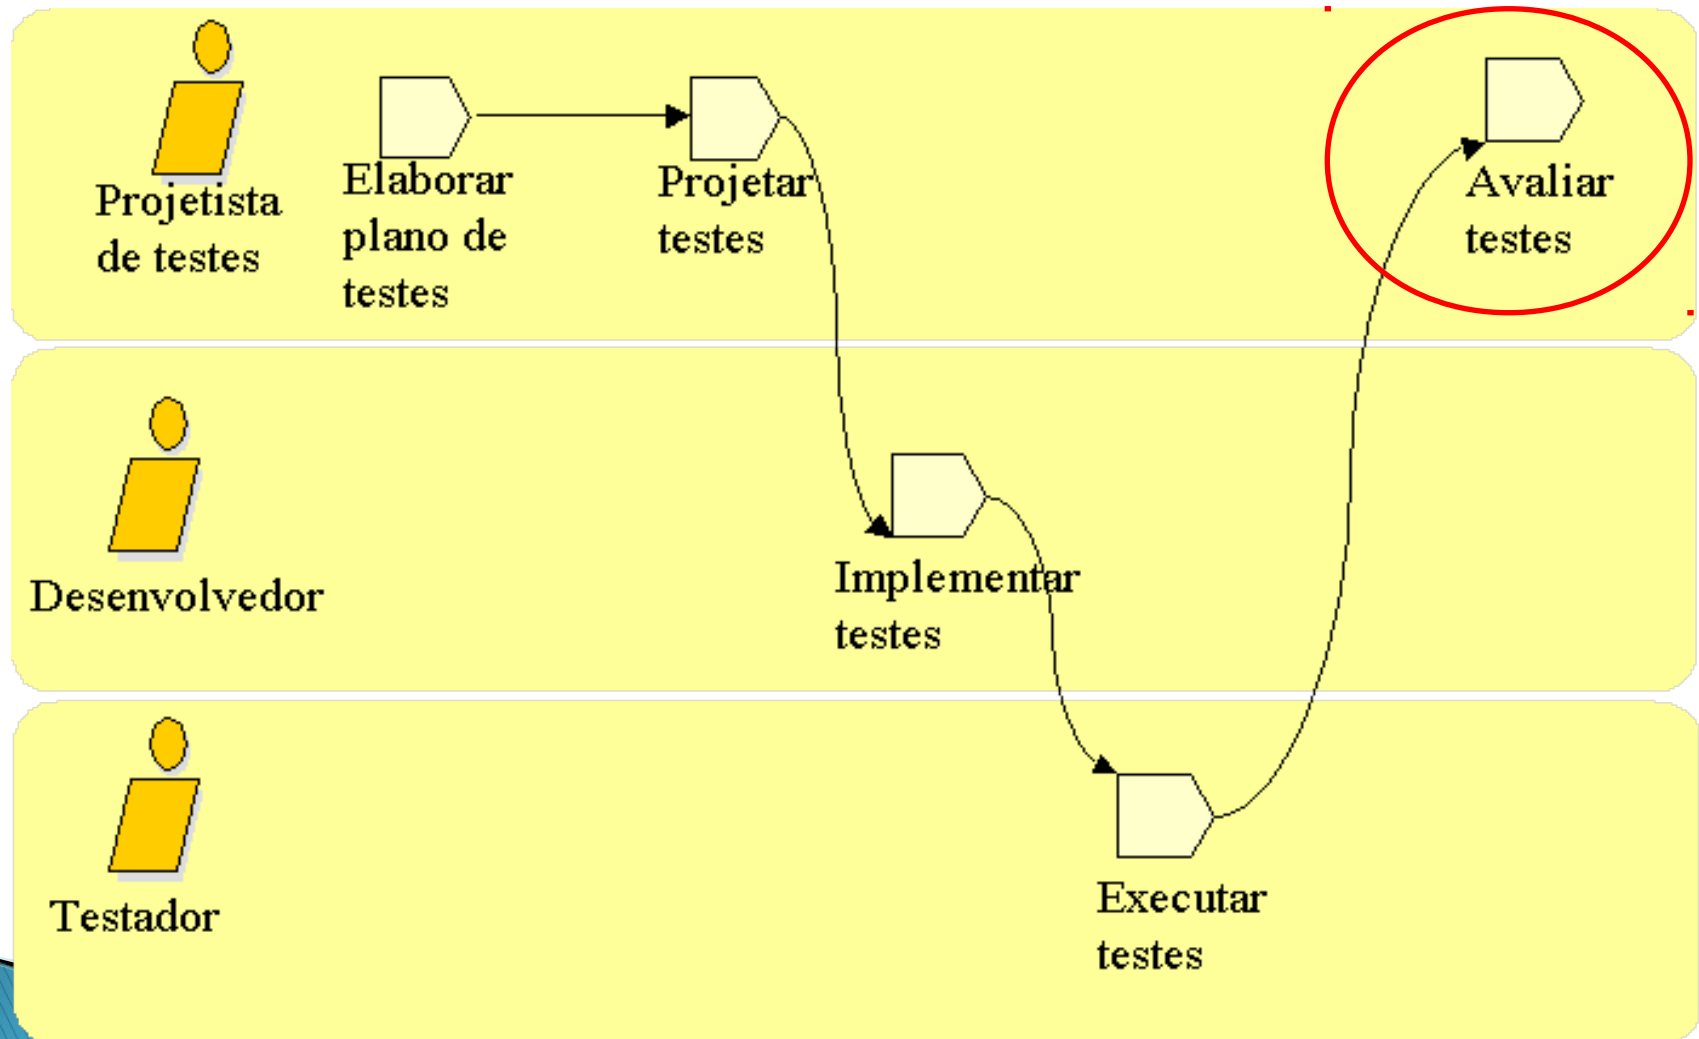 Projetista
de testes
Elaborar
plano de
testes
Projetar
testes
Avaliar
testes
Desenvolvedor
Implementar
testes
Testador
Executar
testes